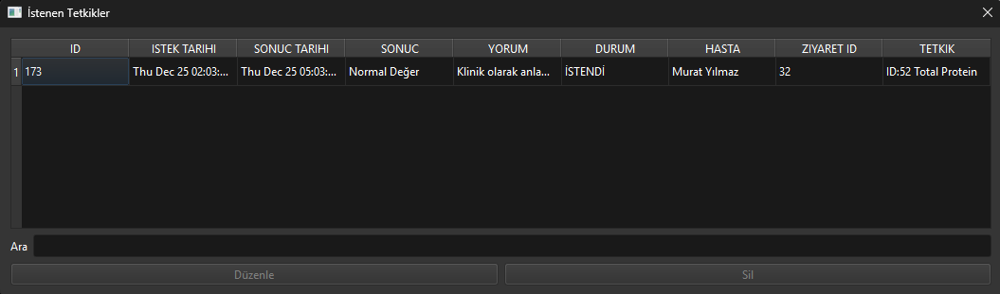 İstenen Tetkikler
ID ISTEK TARIHI SONUC TARIHI SONUC YORUM DURUM HASTA ZIYARET ID TETKIK
1 173 Thu Dec 25 02:03:... Thu Dec 25 05:03:... Normal Değer Klinik olarak anla... İSTENDİ Murat Yılmaz 32 ID:52 Total Protein
Ara
Düzenle Sil